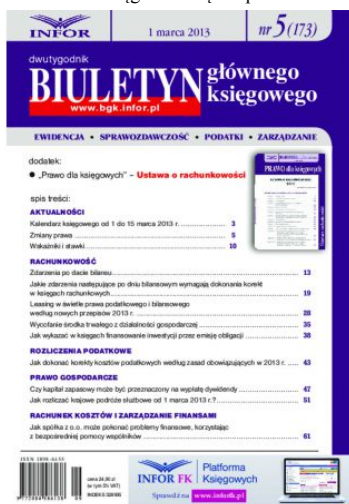 INFOR
1 marca 2013
nr 5 (173)
dwutygodnik
BIULETYN głównego księgowego
www.bgk.infor.pl
EWIDENCJA • SPRAWOZDAWCZOŚĆ • PODATKI • ZARZĄDZANIE
dodatek:
● „Prawo dla księgowych” – Ustawa o rachunkowości
PRAWO dla księgowych
spis treści:
AKTUALNOŚCI
Kalendarz księgowego od 1 do 15 marca 2013 r. 3
Zmiany prawa 5
Wskaźniki i stawki 10
RACHUNKOWOŚĆ
Zdarzenia po dacie bilansu 13
Jakie zdarzenia następujące po dniu bilansowym wymagają dokonania korekt
w księgach rachunkowych 19
Leasing w świetle prawa podatkowego i bilansowego
według nowych przepisów 2013 r. 28
Wycofanie środka trwałego z działalności gospodarczej 35
Jak wykazać w księgach finansowanie inwestycji przez emisję obligacji 38
ROZLICZENIA PODATKOWE
Jak dokonać korekty kosztów podatkowych według zasad obowiązujących w 2013 r. 43
PRAWO GOSPODARCZE
Czy kapitał zapasowy może być przeznaczony na wypłatę dywidendy 47
Jak rozliczać krajowe podróże służbowe od 1 marca 2013 r.? 51
RACHUNEK KOSZTÓW I ZARZĄDZANIE FINANSAMI
Jak spółka z o.o. może pokonać problemy finansowe, korzystając
z bezpośredniej pomocy wspólników 61
INFOR FK
Platforma
Księgowych
Sprawdź na www.inforfk.pl